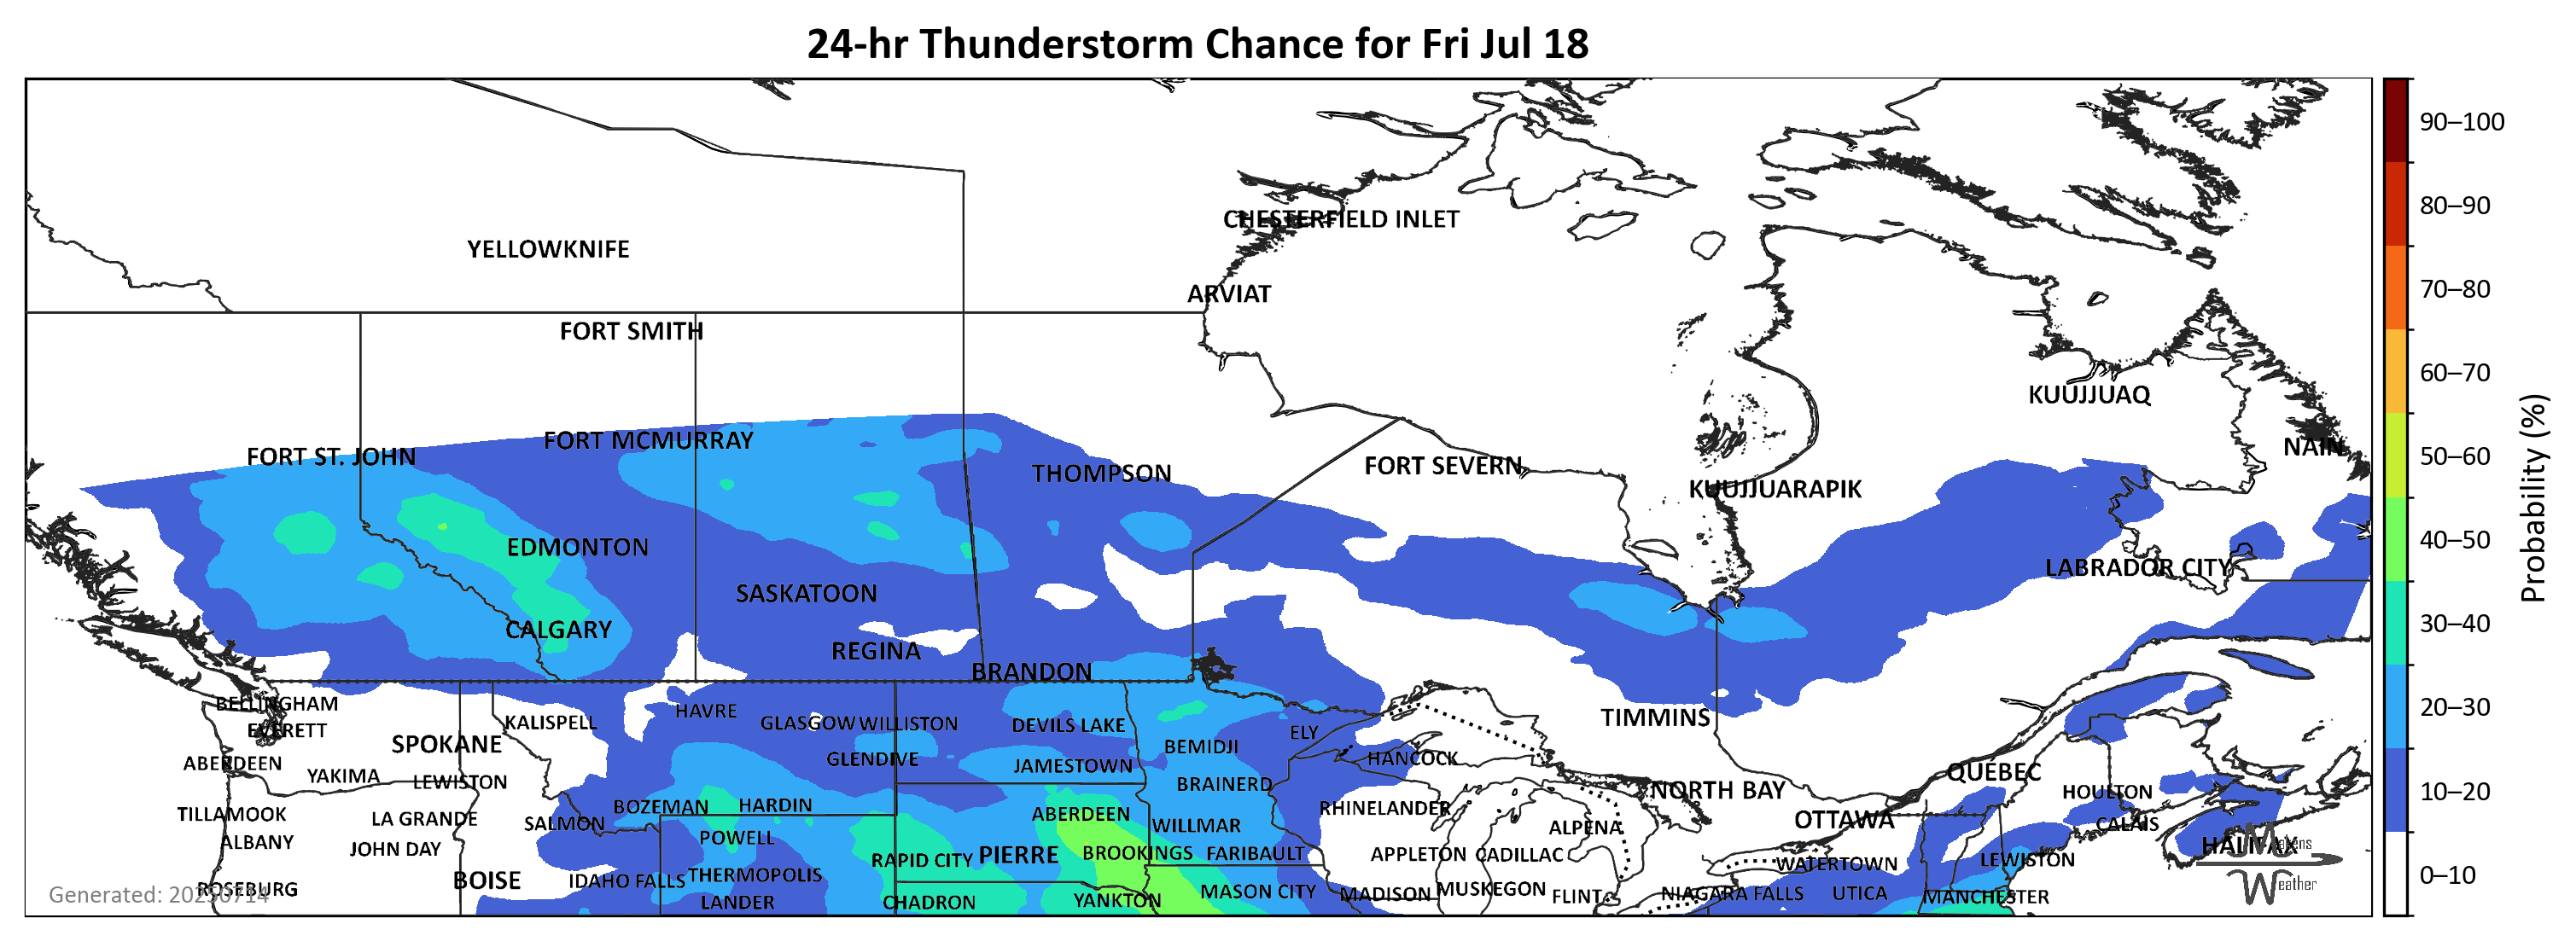 24-hr Thunderstorm Chance for Fri Jul 18
90–100
80–90
CHESTERFIELD INLET
YELLOWKNIFE
ARVIAT
70–80
FORT SMITH
60–70
KUUJJUAQ
FORT MCMURRAY
NAIN
FORT ST. JOHN
50–60
FORT SEVERN
THOMPSON
KUUJJUARAPIK
Probability (%)
40–50
EDMONTON
LABRADOR CITY
SASKATOON
30–40
CALGARY
REGINA
BRANDON
BELLINGHAM
20–30
HAVRE
TIMMINS
KALISPELL
GLASGOW
WILLISTON
DEVILS LAKE
EVERETT
ELY
SPOKANE
BEMIDJI
GLENDIVE
HANCOCK
ABERDEEN
JAMESTOWN
QUÉBEC
YAKIMA
LEWISTON
BRAINERD
NORTH BAY
HOULTON
10–20
BOZEMAN
HARDIN
RHINELANDER
TILLAMOOK
LA GRANDE
ABERDEEN
OTTAWA
SALMON
WILLMAR
ALPENA
CALAIS
POWELL
ALBANY
JOHN DAY
BROOKINGS
FARIBAULT
APPLETON
CADILLAC
PIERRE
RAPID CITY
HALIFAX
Makens
LEWISTON
WATERTOWN
0–10
BOISE
IDAHO FALLS
THERMOPOLIS
Weather
ROSEBURG
Generated: 20250714
MASON CITY
MADISON
MUSKEGON
FLINT
NIAGARA FALLS
UTICA
MANCHESTER
LANDER
CHADRON
YANKTON